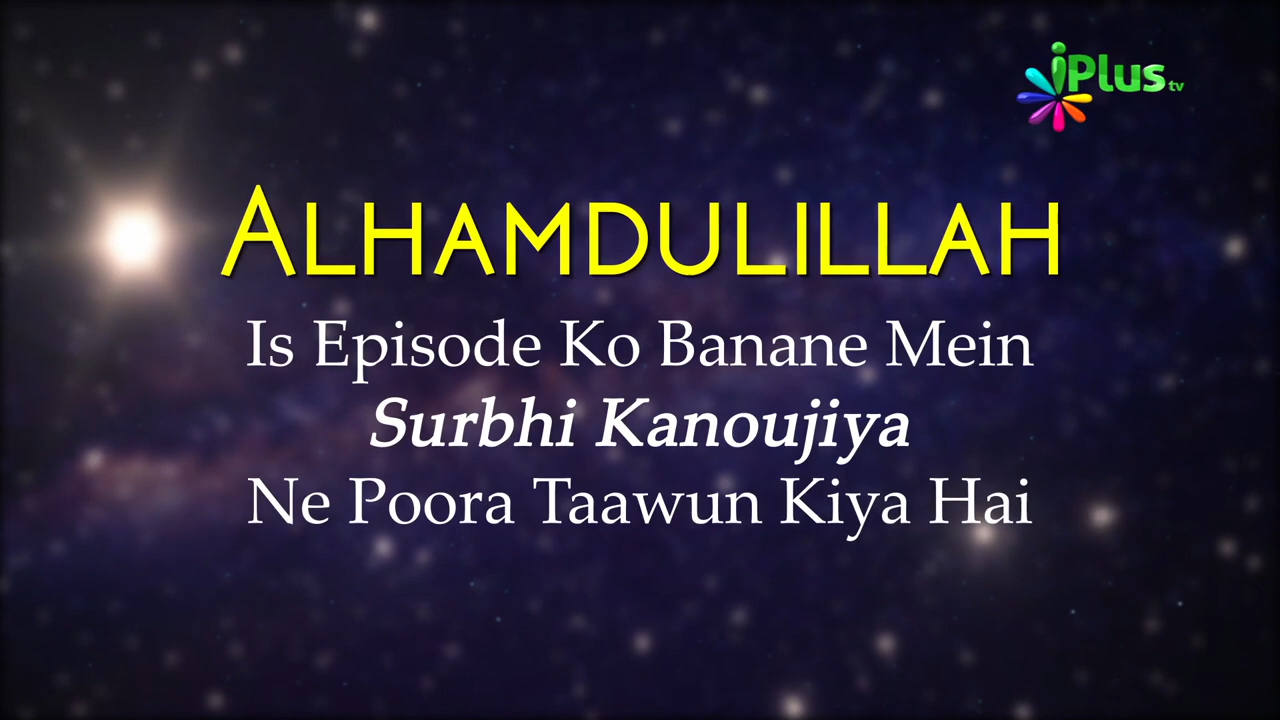 iPlus tv
ALHAMDULILLAH
Is Episode Ko Banane Mein
Surbhi Kanoujiya
Ne Poora Taawun Kiya Hai